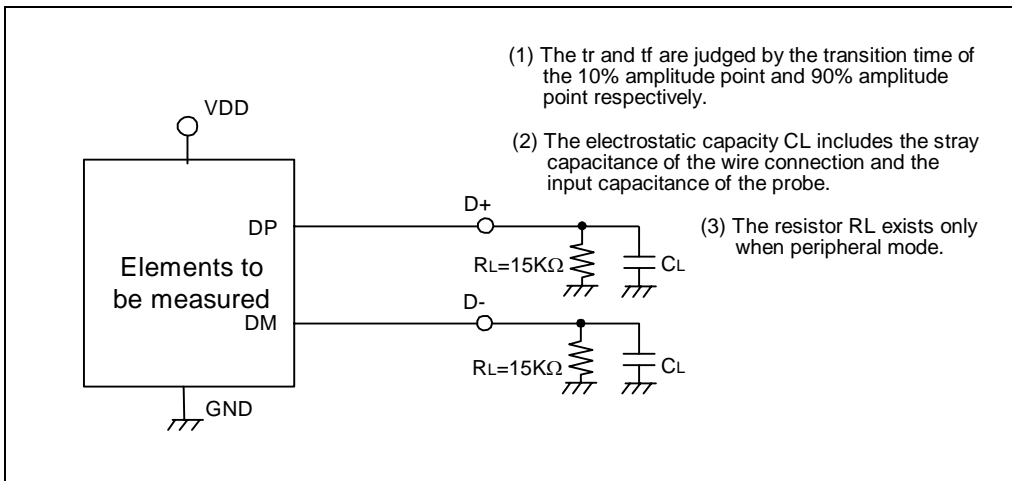 (1) The tr and tf are judged by the transition time of
the 10% amplitude point and 90% amplitude
point respectively.
VDD
(2) The electrostatic capacity CL includes the stray
capacitance of the wire connection and the
input capacitance of the probe.
D+
(3) The resistor RL exists only
when peripheral mode.
DP
Elements to
be measured
RL=15KΩ
CL
D-
DM
RL=15KΩ
CL
GND